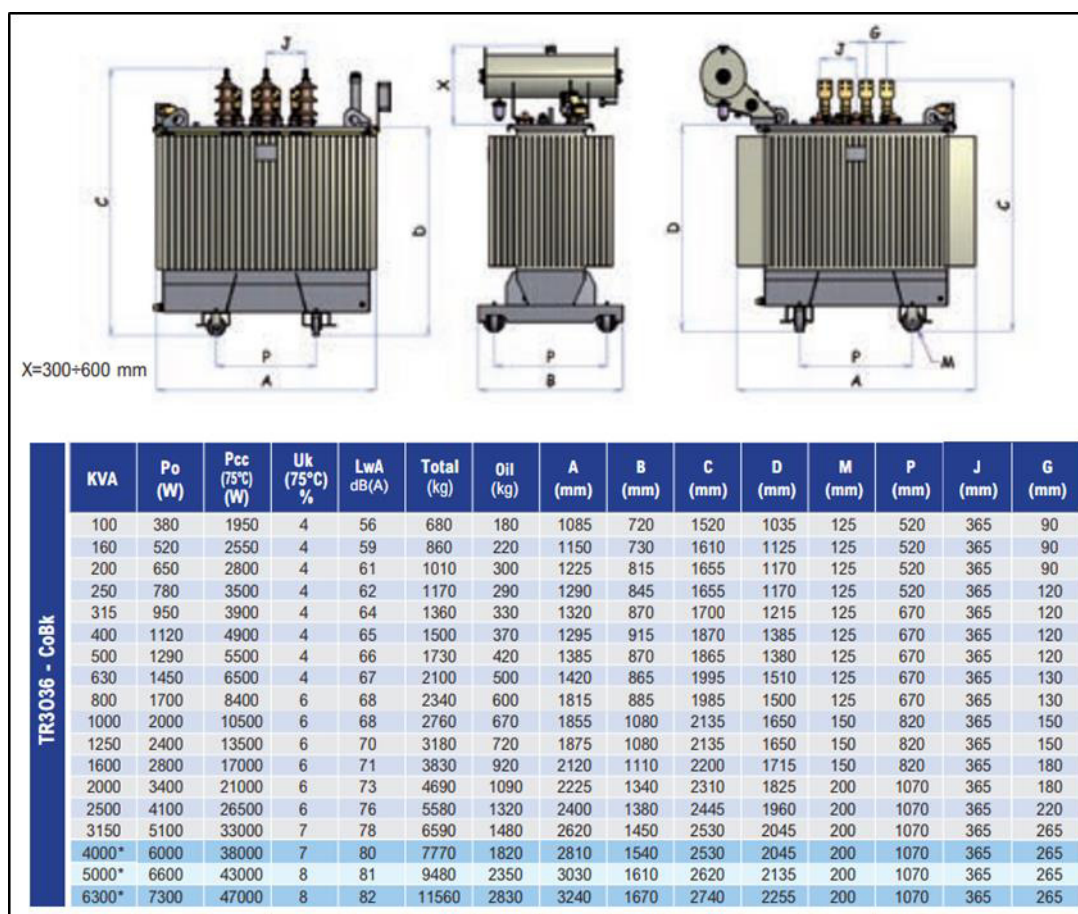 J
G
J
X
C
D
D
C
P
P
P
M
A
B
A
X=300÷600 mm
TR3036 - CoBk
KVA Po (W) Pcc (75°C) (W) Uk (75°C) % LwA dB(A) Total (kg) Oil (kg) A (mm) B (mm) C (mm) D (mm) M (mm) P (mm) J (mm) G (mm)
100 380 1950 4 56 680 180 1085 720 1520 1035 125 520 365 90
160 520 2550 4 59 860 220 1150 730 1610 1125 125 520 365 90
200 650 2800 4 61 1010 300 1225 815 1655 1170 125 520 365 90
250 780 3500 4 62 1170 290 1290 845 1655 1170 125 520 365 120
315 950 3900 4 64 1360 330 1320 870 1700 1215 125 670 365 120
400 1120 4900 4 65 1500 370 1295 915 1870 1385 125 670 365 120
500 1290 5500 4 66 1730 420 1385 870 1865 1380 125 670 365 120
630 1450 6500 4 67 2100 500 1420 865 1995 1510 125 670 365 130
800 1700 8400 6 68 2340 600 1815 885 1985 1500 125 670 365 130
1000 2000 10500 6 68 2760 670 1855 1080 2135 1650 150 820 365 150
1250 2400 13500 6 70 3180 720 1875 1080 2135 1650 150 820 365 150
1600 2800 17000 6 71 3830 920 2120 1110 2200 1715 150 820 365 180
2000 3400 21000 6 73 4690 1090 2225 1340 2310 1825 200 1070 365 180
2500 4100 26500 6 76 5580 1320 2400 1380 2445 1960 200 1070 365 220
3150 5100 33000 7 78 6590 1480 2620 1450 2530 2045 200 1070 365 265
4000* 6000 38000 7 80 7770 1820 2810 1540 2530 2045 200 1070 365 265
5000* 6600 43000 8 81 9480 2350 3030 1610 2620 2135 200 1070 365 265
6300* 7300 47000 8 82 11560 2830 3240 1670 2740 2255 200 1070 365 265